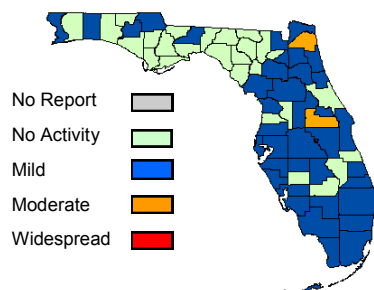 No Report
No Activity
Mild
Moderate
Widespread